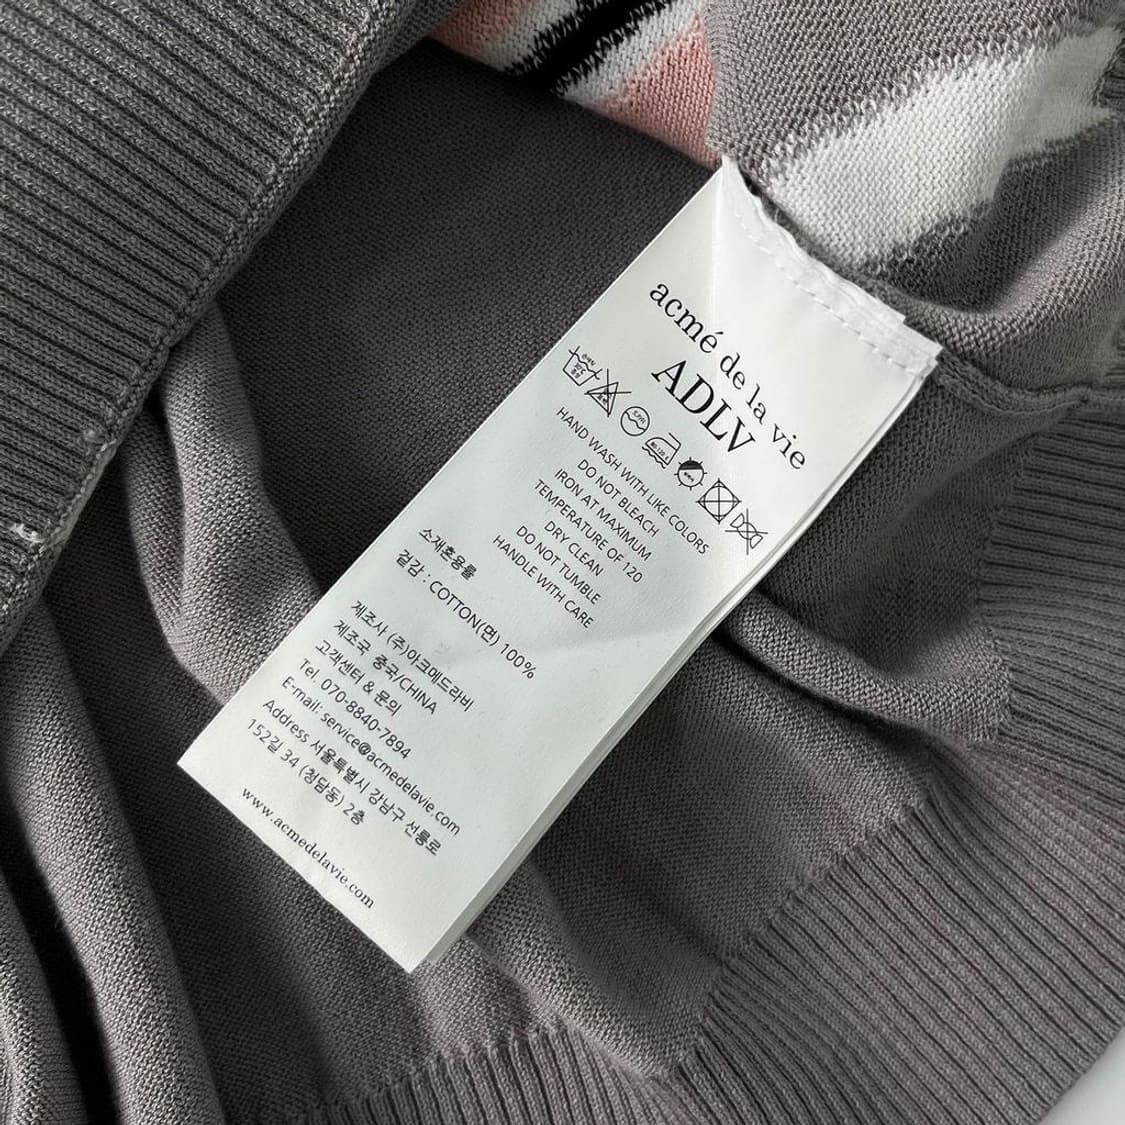 acmé de la vie
ADLV
HAND WASH WITH LIKE COLORS
DO NOT BLEACH
IRON AT MAXIMUM
TEMPERATURE OF 120
DRY CLEAN
DO NOT TUMBLE
HANDLE WITH CARE
소재혼용률
겉감 : COTTON(면) 100%
제조사 (주)아크메드라비
제조국 중국/CHINA
고객센터 & 문의
Tel. 070-8840-7894
E-mail: service@acmedelavie.com
Address 서울특별시 강남구 선릉로
152길 34 (청담동) 2층
www.acmedelavie.com